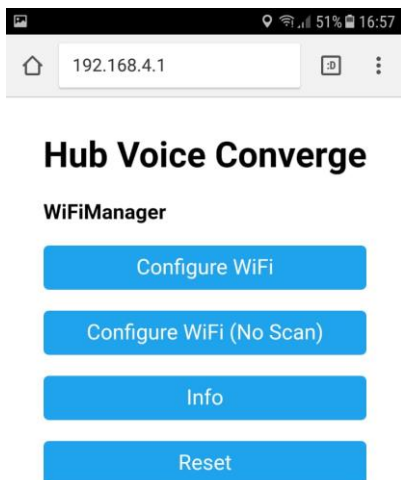 51% 16:57
192.168.4.1
:D
Hub Voice Converge
WiFiManager
Configure WiFi
Configure WiFi (No Scan)
Info
Reset